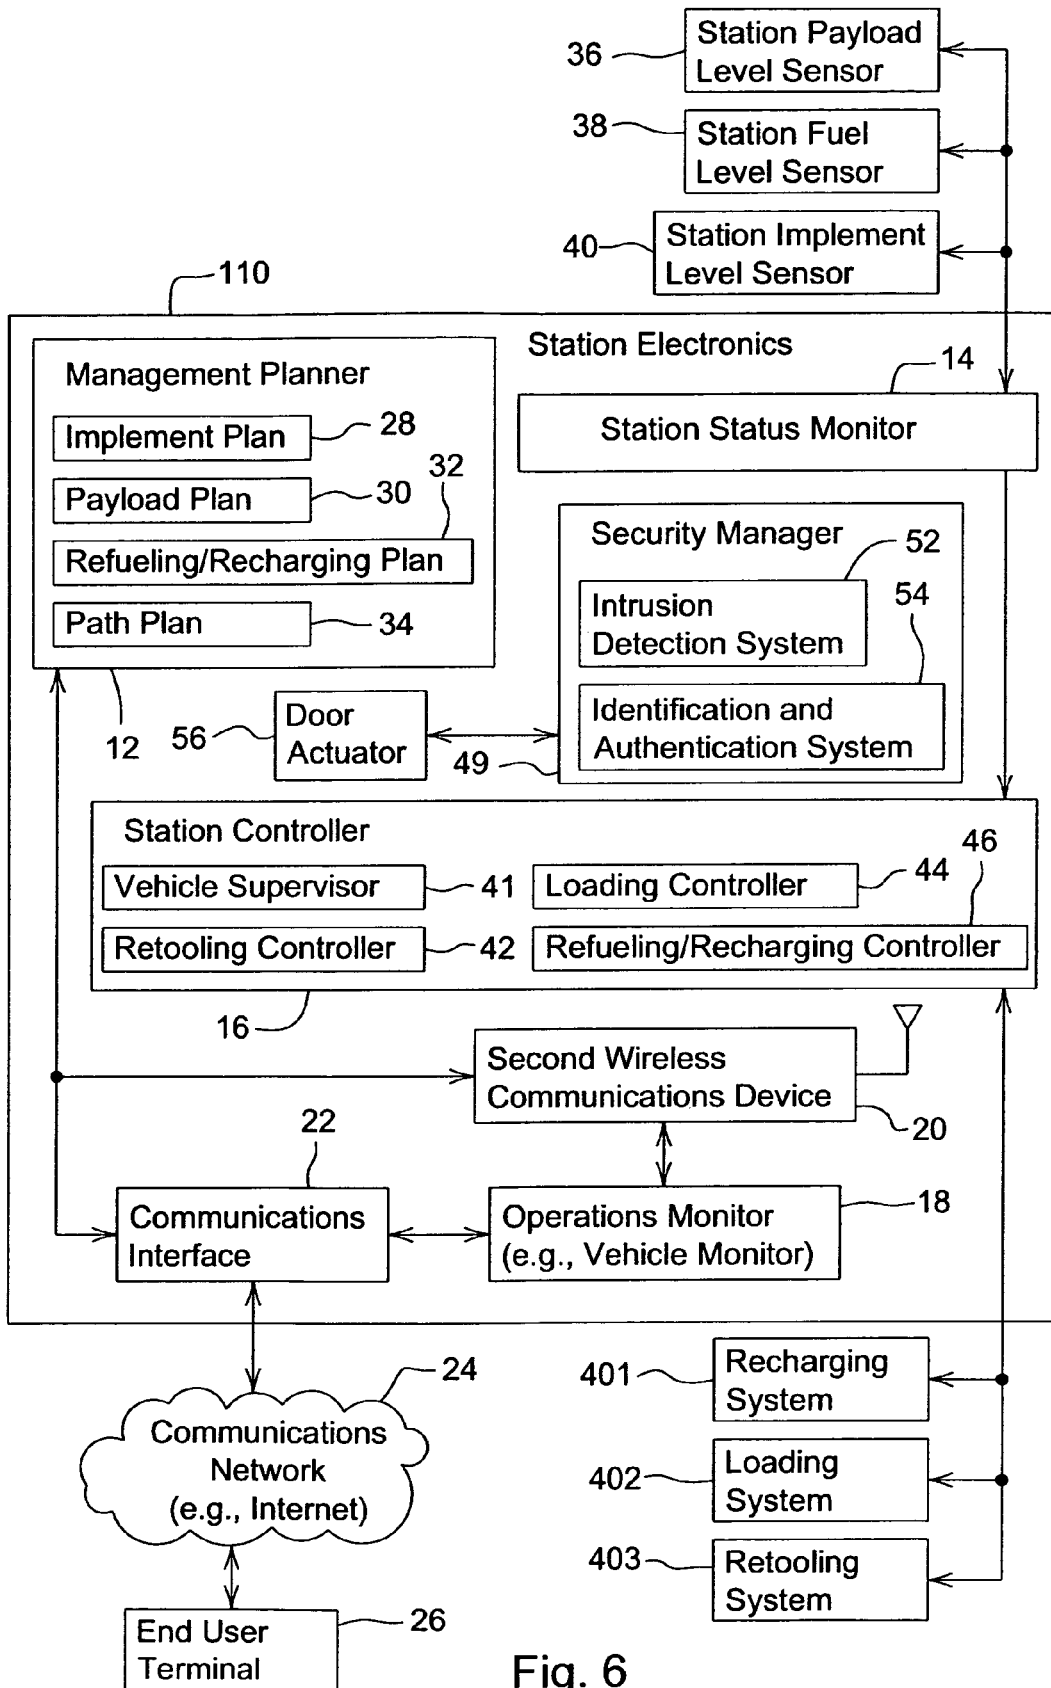 36
Station Payload
Level Sensor
38
Station Fuel
Level Sensor
40
Station Implement
Level Sensor
110
Station Electronics
14
Station Status Monitor
Management Planner
Implement Plan
28
Payload Plan
30
32
Refueling/Recharging Plan
Path Plan
34
12
Security Manager
52
Intrusion
Detection System
54
Identification and
Authentication System
49
56
Door
Actuator
Station Controller
Vehicle Supervisor
41
Loading Controller
44
46
Retooling Controller
42
Refueling/Recharging Controller
16
Second Wireless
Communications Device
20
22
Communications
Interface
Operations Monitor
(e.g., Vehicle Monitor)
18
24
Communications
Network
(e.g., Internet)
401
Recharging
System
402
Loading
System
403
Retooling
System
End User
Terminal
26
Fig. 6